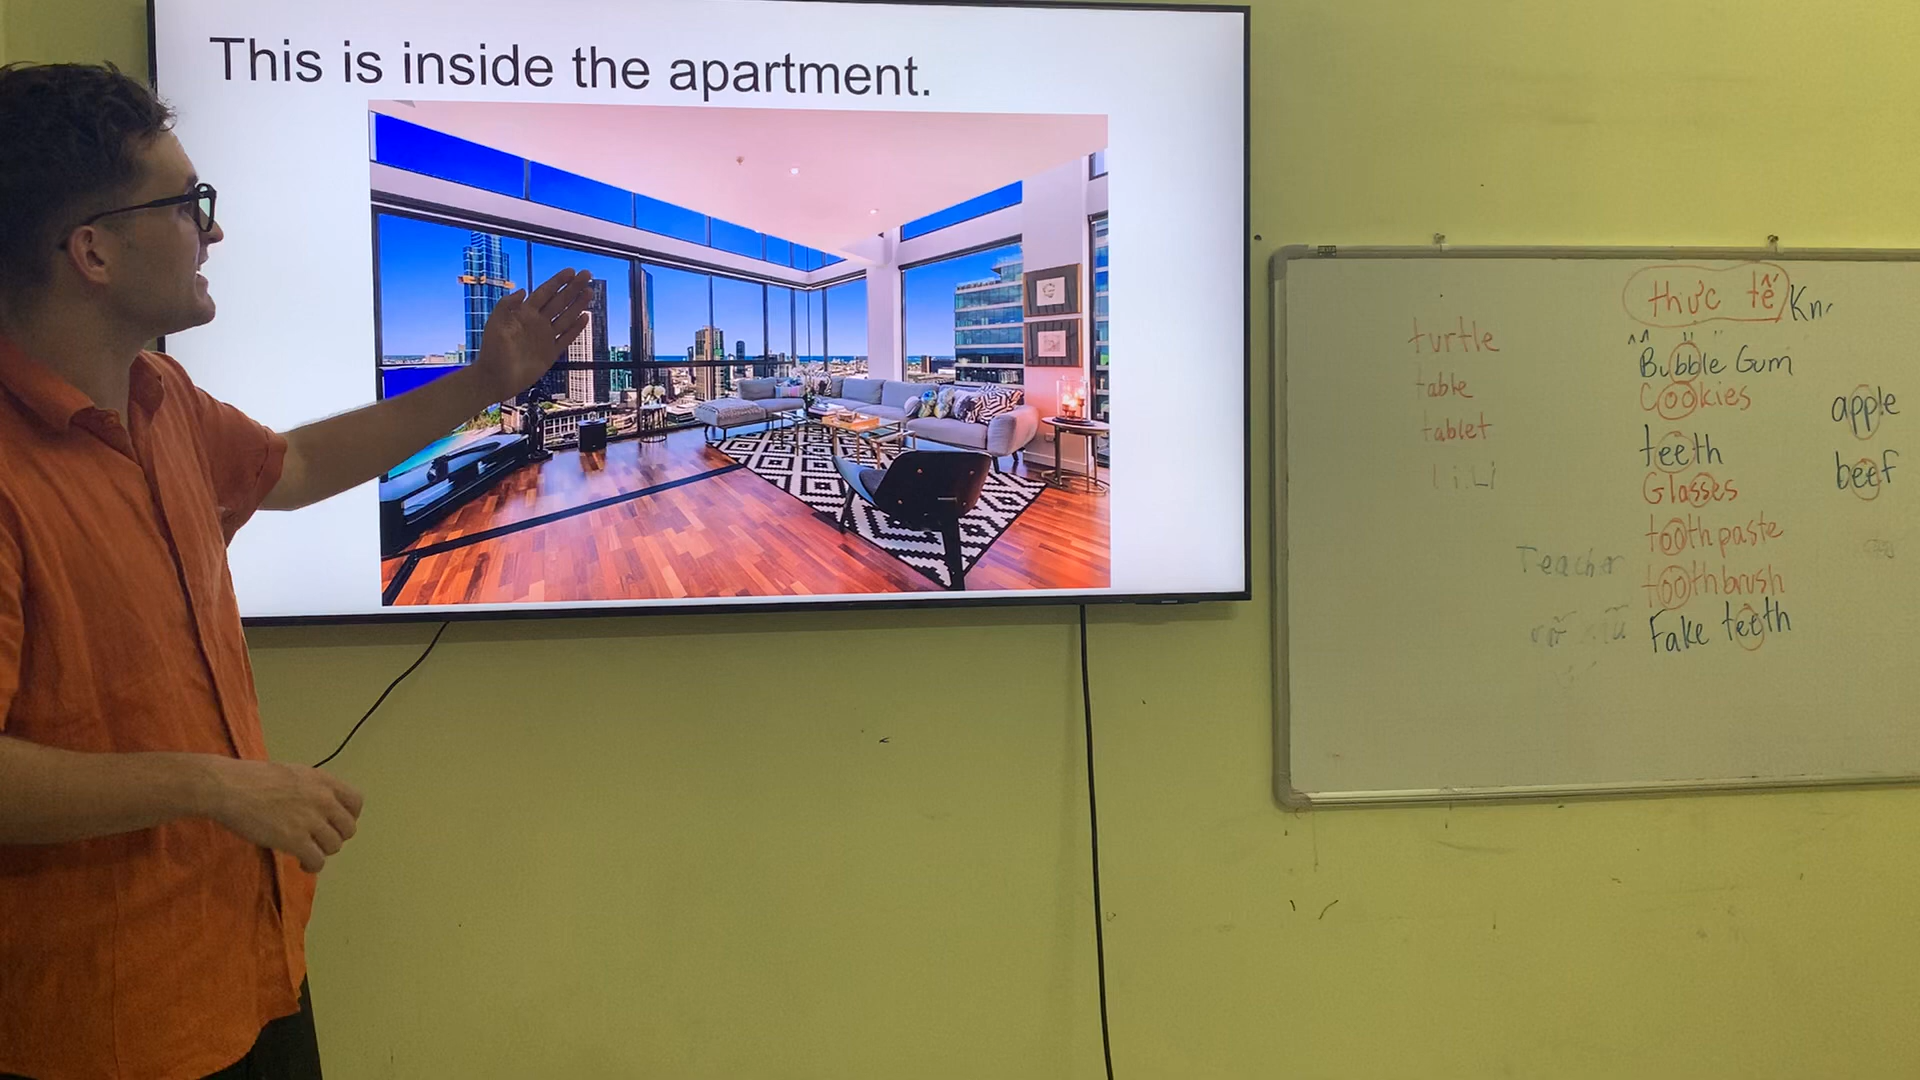 This is inside the apartment.
turtle
table
tablet
thực tế
Bubble Gum
Cookies
teeth
Glasses
toothpaste
toothbrush
Fake teeth
apple
beef
Teacher